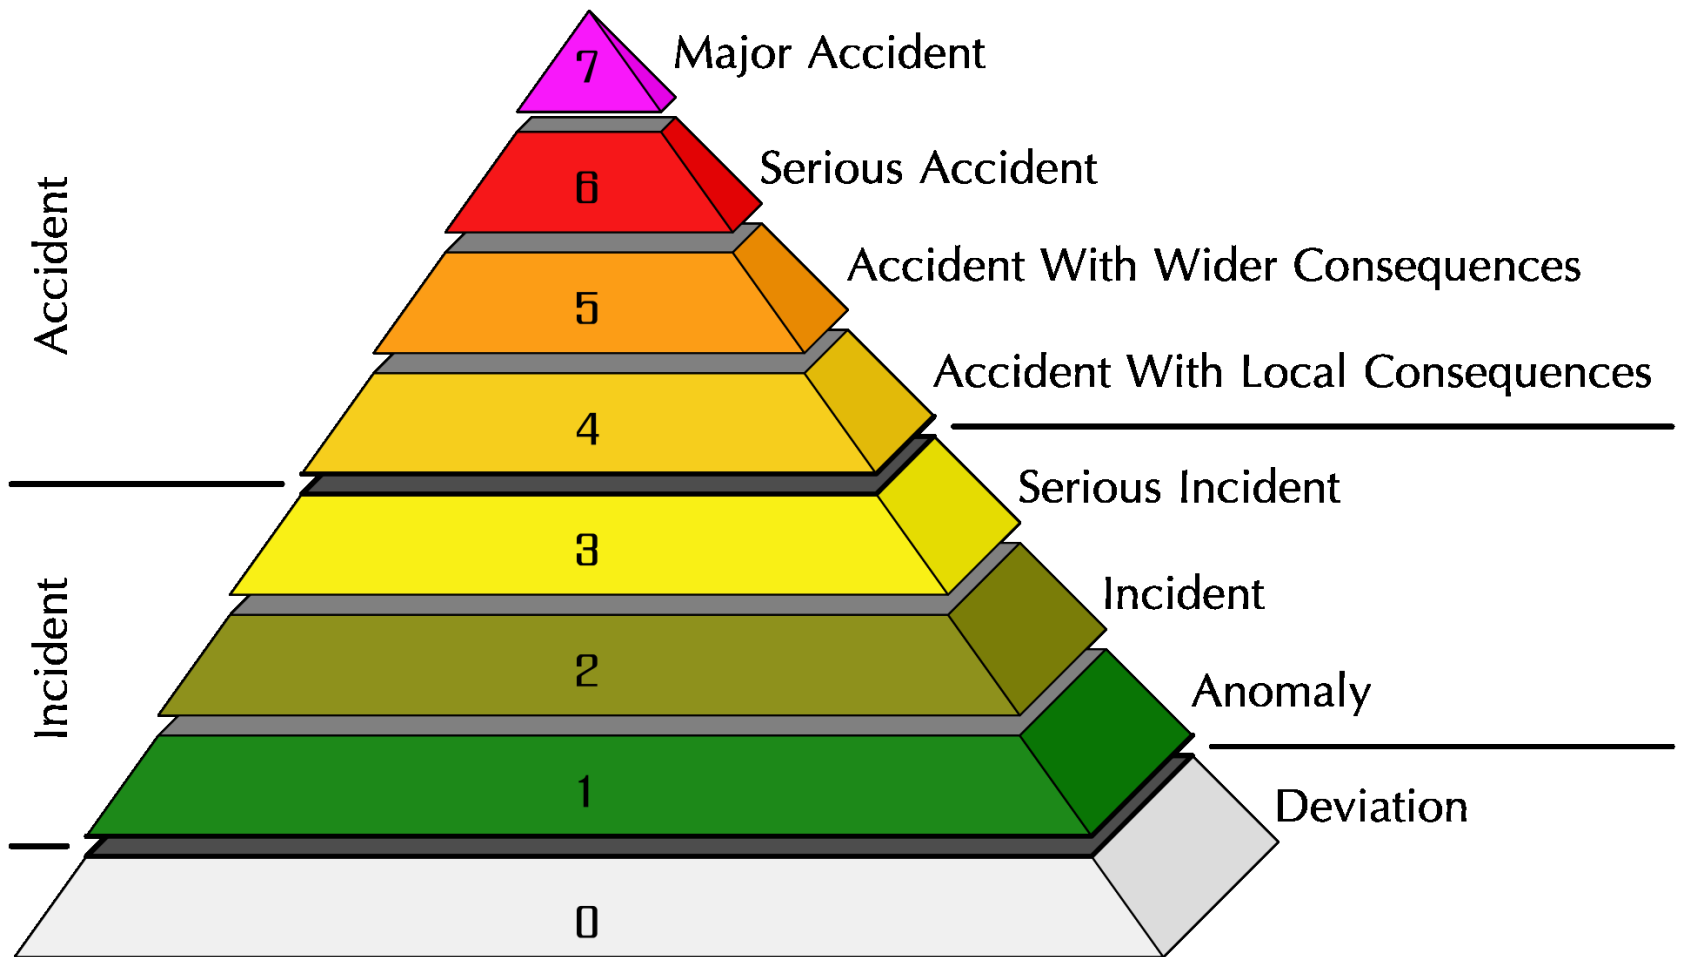 7
Major Accident
6
Serious Accident
5
Accident With Wider Consequences
4
Accident With Local Consequences
Accident
3
Serious Incident
2
Incident
1
Anomaly
Incident
0
Deviation